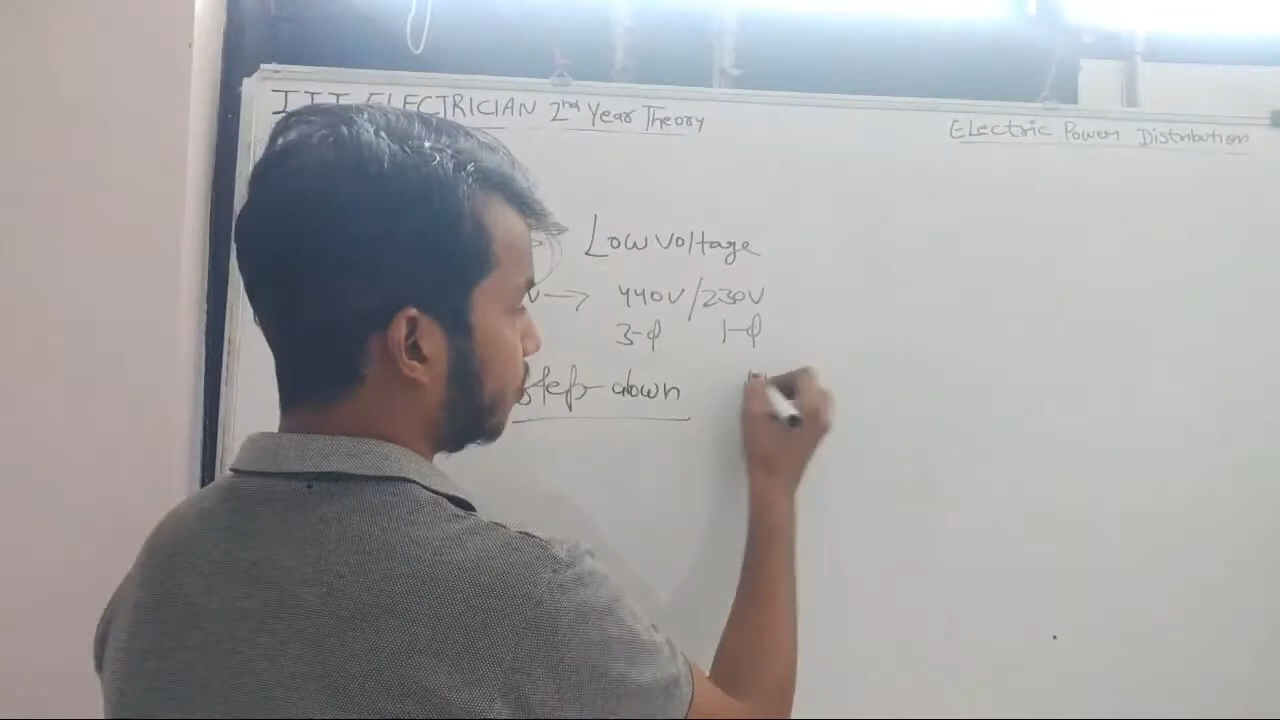 ITI ELECTRICIAN 2nd Year Theory
Electric Power Distribution
Low voltage
V → 440V/230V
3-φ 1-φ
Step-down